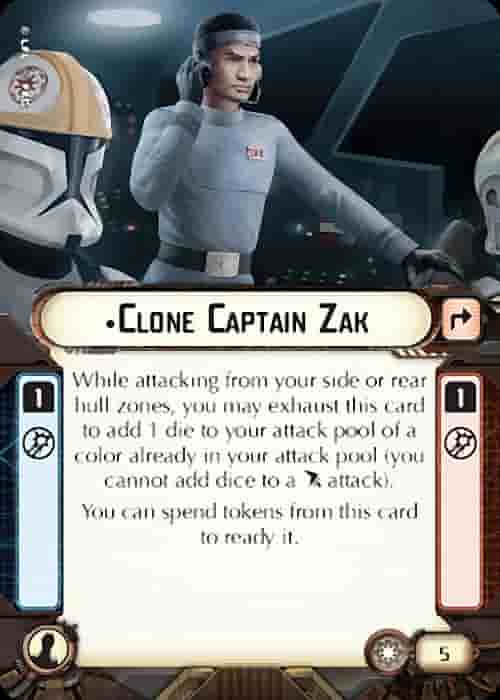 •Clone Captain Zak
While attacking from your side or rear
hull zones, you may exhaust this card
to add 1 die to your attack pool of a
color already in your attack pool (you
cannot add dice to a attack).
You can spend tokens from this card
to ready it.
1
1
5